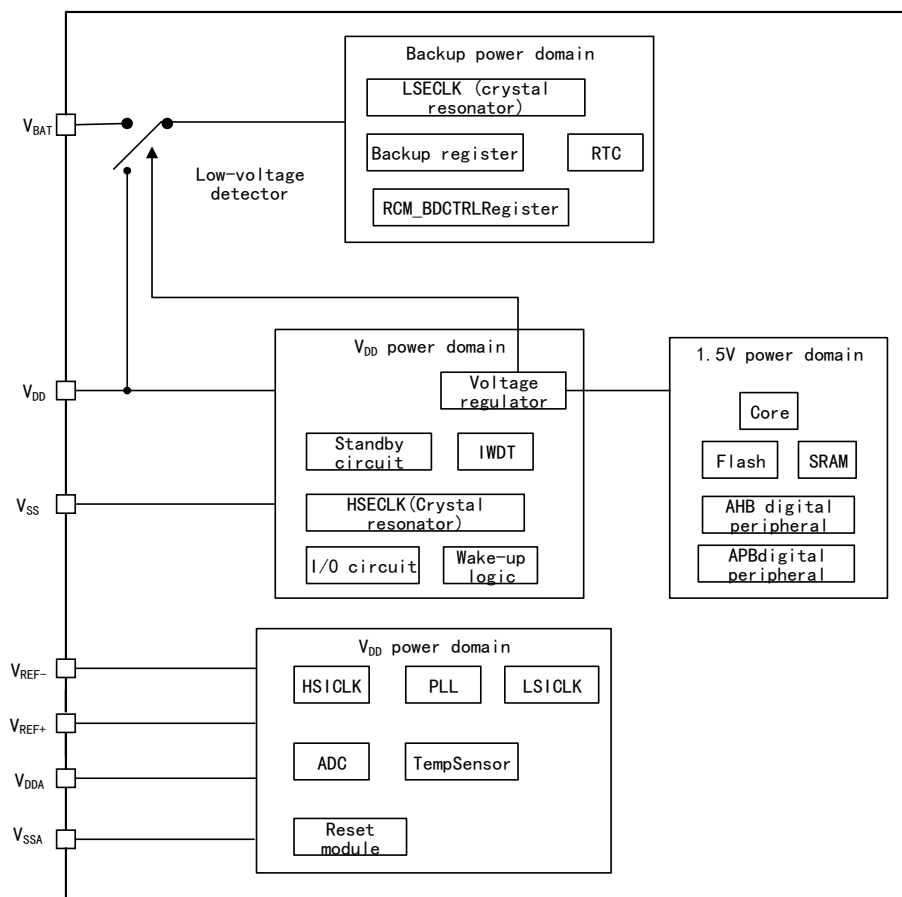 Backup power domain
LSECLK (crystal
resonator)
VBAT
Backup register
RTC
Low-voltage
detector
RCM_BDCTRLRegister
VDD power domain
1.5V power domain
VDD
Voltage
regulator
Core
Standby
circuit
IWDT
Flash
SRAM
VSS
HSECLK(Crystal
resonator)
AHB digital
peripheral
I/O circuit
Wake-up
logic
APBdigital
peripheral
VDD power domain
VREF-
HSICLK
PLL
LSICLK
VREF+
VDDA
ADC
TempSensor
VSSA
Reset
module